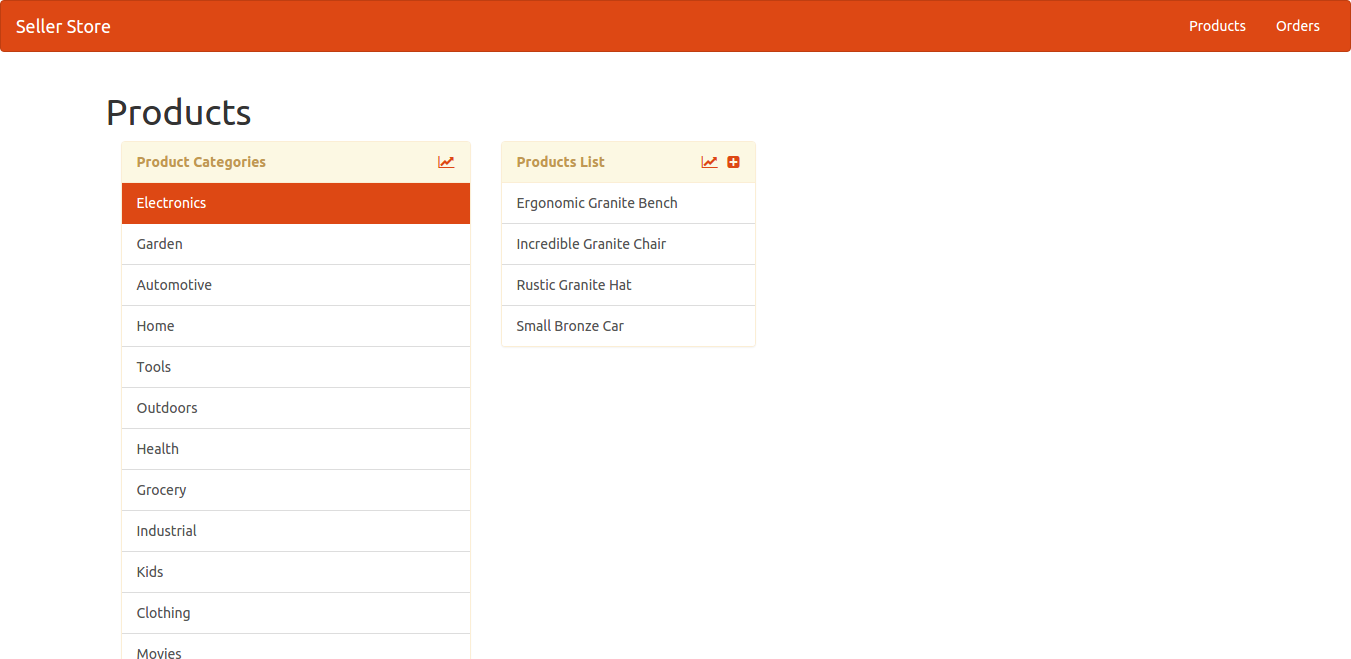 Seller Store
Products
Orders
Products
Product Categories
Electronics
Garden
Automotive
Home
Tools
Outdoors
Health
Grocery
Industrial
Kids
Clothing
Movies
Products List
Ergonomic Granite Bench
Incredible Granite Chair
Rustic Granite Hat
Small Bronze Car